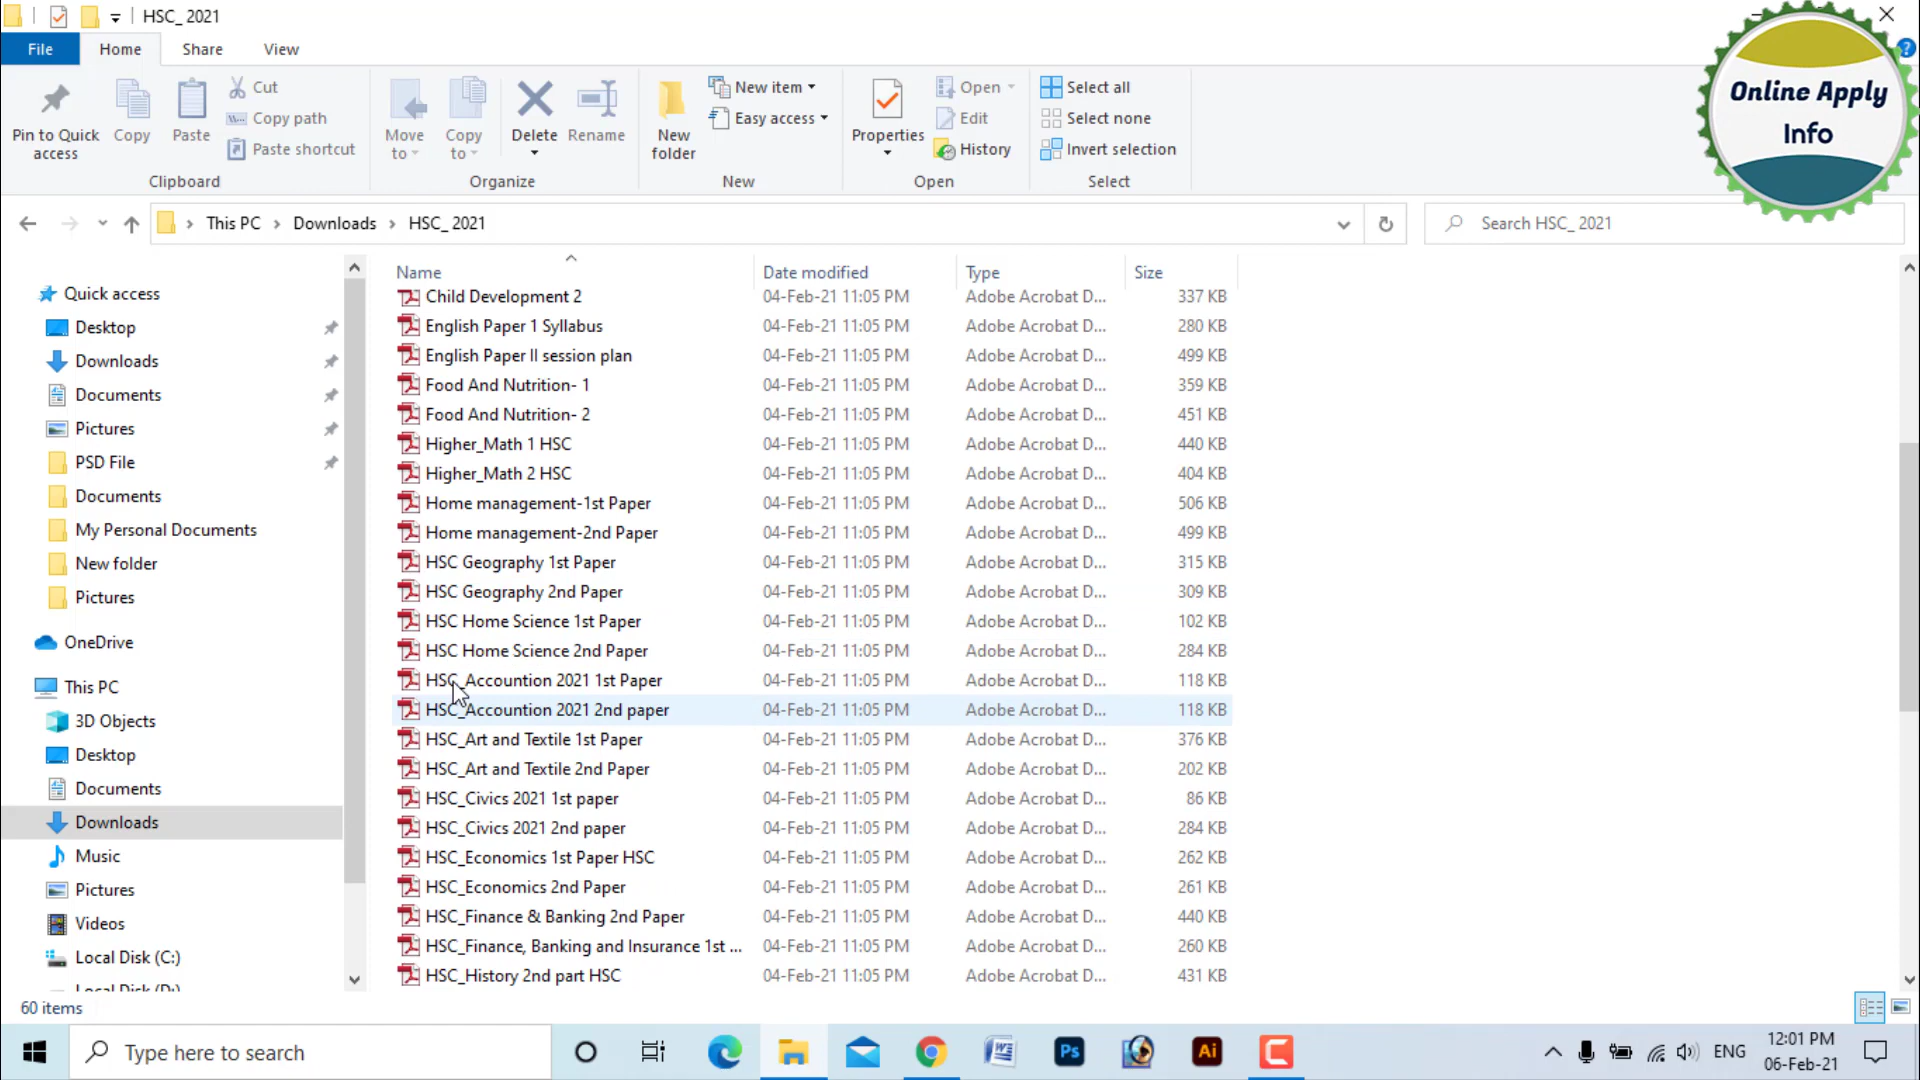 HSC_ 2021
File Home Share View
Pin to Quick access
Copy
Paste
Cut
Copy path
Paste shortcut
Clipboard
Move to
Copy to
Delete
Rename
Organize
New folder
New item
Easy access
New
Properties
Open
Edit
History
Open
Select all
Select none
Invert selection
Select
Online Apply
Info
This PC > Downloads > HSC_ 2021
Search HSC_ 2021
Quick access
Desktop
Downloads
Documents
Pictures
PSD File
Documents
My Personal Documents
New folder
Pictures
OneDrive
This PC
3D Objects
Desktop
Documents
Downloads
Music
Pictures
Videos
Local Disk (C:)
Local Disk (D:)
Name Date modified Type Size
Child Development 2 04-Feb-21 11:05 PM Adobe Acrobat D... 337 KB
English Paper 1 Syllabus 04-Feb-21 11:05 PM Adobe Acrobat D... 280 KB
English Paper II session plan 04-Feb-21 11:05 PM Adobe Acrobat D... 499 KB
Food And Nutrition- 1 04-Feb-21 11:05 PM Adobe Acrobat D... 359 KB
Food And Nutrition- 2 04-Feb-21 11:05 PM Adobe Acrobat D... 451 KB
Higher_Math 1 HSC 04-Feb-21 11:05 PM Adobe Acrobat D... 440 KB
Higher_Math 2 HSC 04-Feb-21 11:05 PM Adobe Acrobat D... 404 KB
Home management-1st Paper 04-Feb-21 11:05 PM Adobe Acrobat D... 506 KB
Home management-2nd Paper 04-Feb-21 11:05 PM Adobe Acrobat D... 499 KB
HSC Geography 1st Paper 04-Feb-21 11:05 PM Adobe Acrobat D... 315 KB
HSC Geography 2nd Paper 04-Feb-21 11:05 PM Adobe Acrobat D... 309 KB
HSC Home Science 1st Paper 04-Feb-21 11:05 PM Adobe Acrobat D... 102 KB
HSC Home Science 2nd Paper 04-Feb-21 11:05 PM Adobe Acrobat D... 284 KB
HSC_Accountion 2021 1st Paper 04-Feb-21 11:05 PM Adobe Acrobat D... 118 KB
HSC_Accountion 2021 2nd paper 04-Feb-21 11:05 PM Adobe Acrobat D... 118 KB
HSC_Art and Textile 1st Paper 04-Feb-21 11:05 PM Adobe Acrobat D... 376 KB
HSC_Art and Textile 2nd Paper 04-Feb-21 11:05 PM Adobe Acrobat D... 202 KB
HSC_Civics 2021 1st paper 04-Feb-21 11:05 PM Adobe Acrobat D... 86 KB
HSC_Civics 2021 2nd paper 04-Feb-21 11:05 PM Adobe Acrobat D... 284 KB
HSC_Economics 1st Paper HSC 04-Feb-21 11:05 PM Adobe Acrobat D... 262 KB
HSC_Economics 2nd Paper 04-Feb-21 11:05 PM Adobe Acrobat D... 261 KB
HSC_Finance & Banking 2nd Paper 04-Feb-21 11:05 PM Adobe Acrobat D... 440 KB
HSC_Finance, Banking and Insurance 1st ... 04-Feb-21 11:05 PM Adobe Acrobat D... 260 KB
HSC_History 2nd part HSC 04-Feb-21 11:05 PM Adobe Acrobat D... 431 KB
60 items
Type here to search
Ps
Ai
ENG
12:01 PM
06-Feb-21